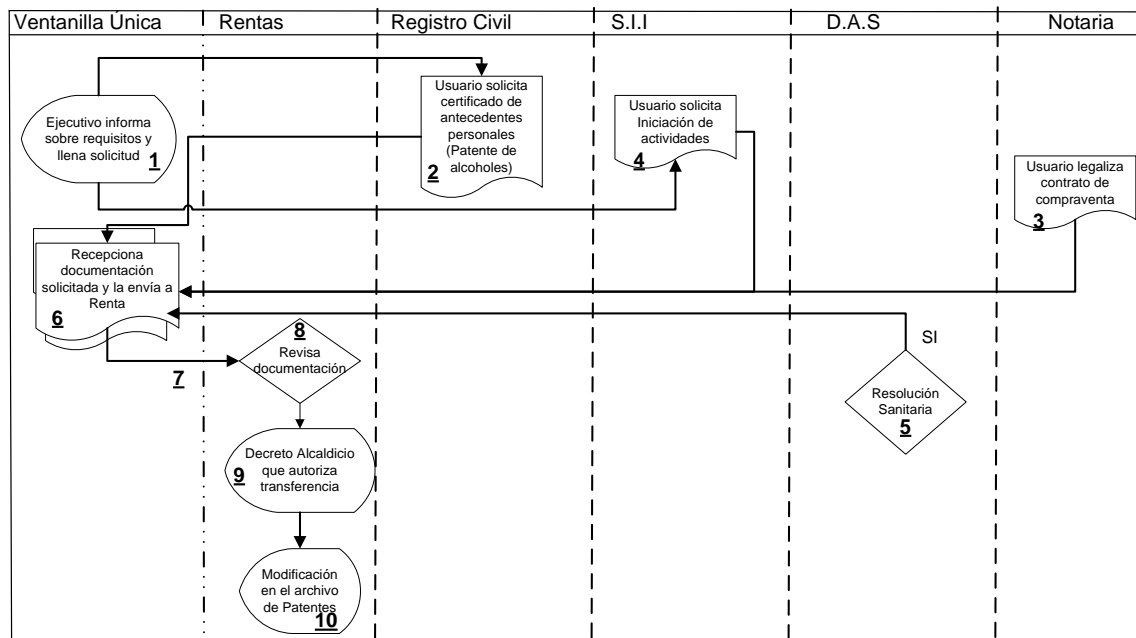 Ventanilla Única
Rentas
Registro Civil
S.I.I
D.A.S
Notaria
Ejecutivo informa
sobre requisitos y
llena solicitud
1
Usuario solicita
certificado de
antecedentes
personales
(Patente de
alcoholes)
2
Usuario solicita
Iniciación de
actividades
4
Usuario legaliza
contrato de
compraventa
3
Recepciona
documentación
solicitada y la envía a
Renta
6
7
8
Revisa
documentación
SI
Resolución
Sanitaria
5
Decreto Alcaldicio
que autoriza
transferencia
9
Modificación
en el archivo
de Patentes
10